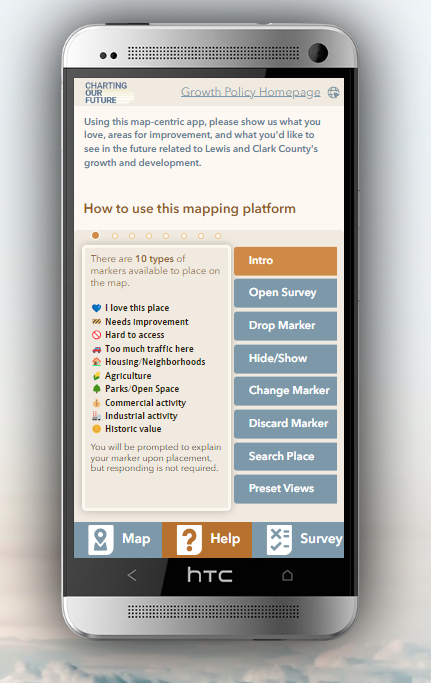 CHARTING
OUR
FUTURE
Growth Policy Homepage
Using this map-centric app, please show us what you
love, areas for improvement, and what you'd like to
see in the future related to Lewis and Clark County's
growth and development.
How to use this mapping platform
There are 10 types of
markers available to place on
the map.
I love this place
Needs improvement
Hard to access
Too much traffic here
Housing/Neighborhoods
Agriculture
Parks/Open Space
Commercial activity
Industrial activity
Historic value
You will be prompted to explain
your marker upon placement,
but responding is not required.
Intro
Open Survey
Drop Marker
Hide/Show
Change Marker
Discard Marker
Search Place
Preset Views
Map
Help
Survey
hTC